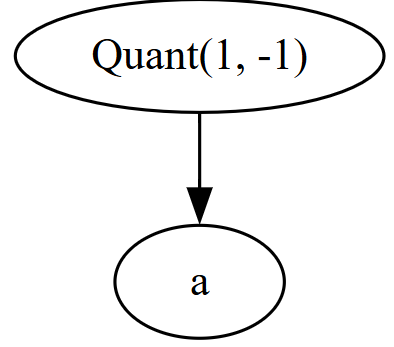 Quant(1, -1)
a